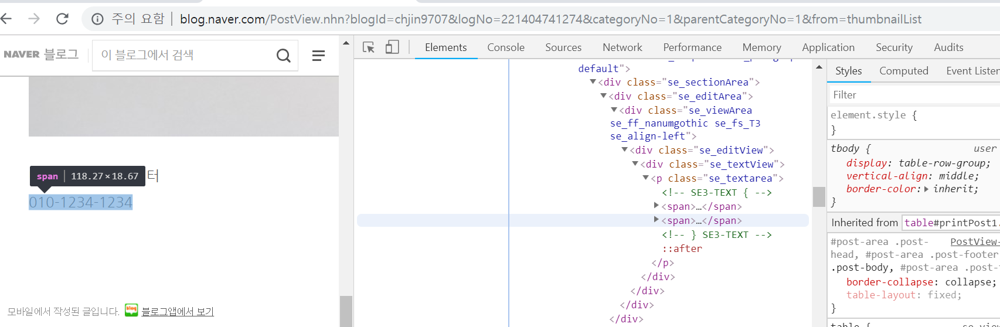 주의 요함 | blog.naver.com/PostView.nhn?blogId=chjin9707&logNo=221404741274&categoryNo=1&parentCategoryNo=1&from=thumbnailList
NAVER 블로그
이 블로그에서 검색
span | 118.27×18.67 터
010-1234-1234
모바일에서 작성된 글입니다. blog 블로그앱에서 보기
Elements Console Sources Network Performance Memory Application Security Audits
default">
<div class="se_sectionArea">
<div class="se_editArea">
<div class="se_viewArea
se_ff_nanumgothic se_fs_T3
se_align-left">
<div class="se_editView">
<div class="se_textView">
<p class="se_textarea">
<!-- SE3-TEXT { -->
<span>…</span>
<span>…</span>
<!-- } SE3-TEXT -->
::after
</p>
</div>
</div>
</div>
</div>
Styles Computed Event Listen
Filter
element.style {
}
tbody { user
display: table-row-group;
vertical-align: middle;
border-color: inherit;
}
Inherited from table#printPost1.
#post-area .post- PostView-
head, #post-area .post-footer
.post-body, #post-area .post-
border-collapse: collapse;
table-layout: fixed;
}